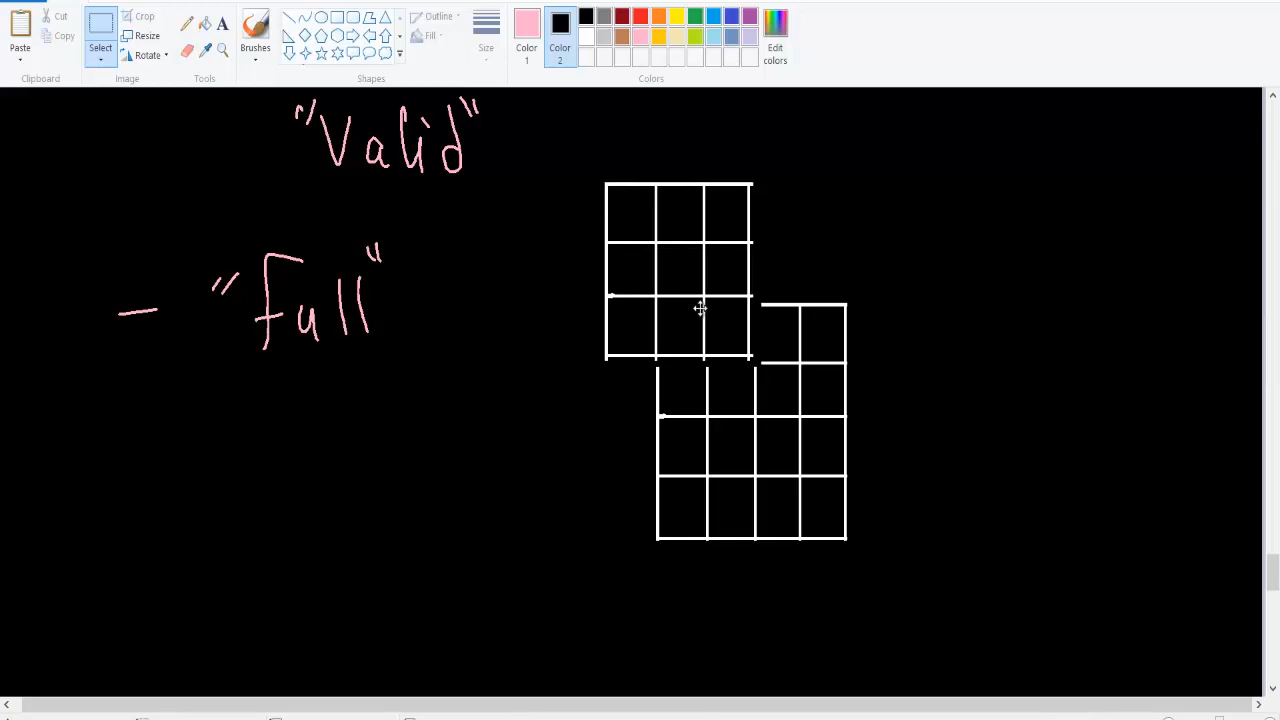 Paste
Cut
Copy
Clipboard
Select
Crop
Resize
Rotate
Image
Tools
Brushes
Outline
Fill
Shapes
Size
Color
1
Color
2
Edit
colors
Colors
"Valid"
- "Full"